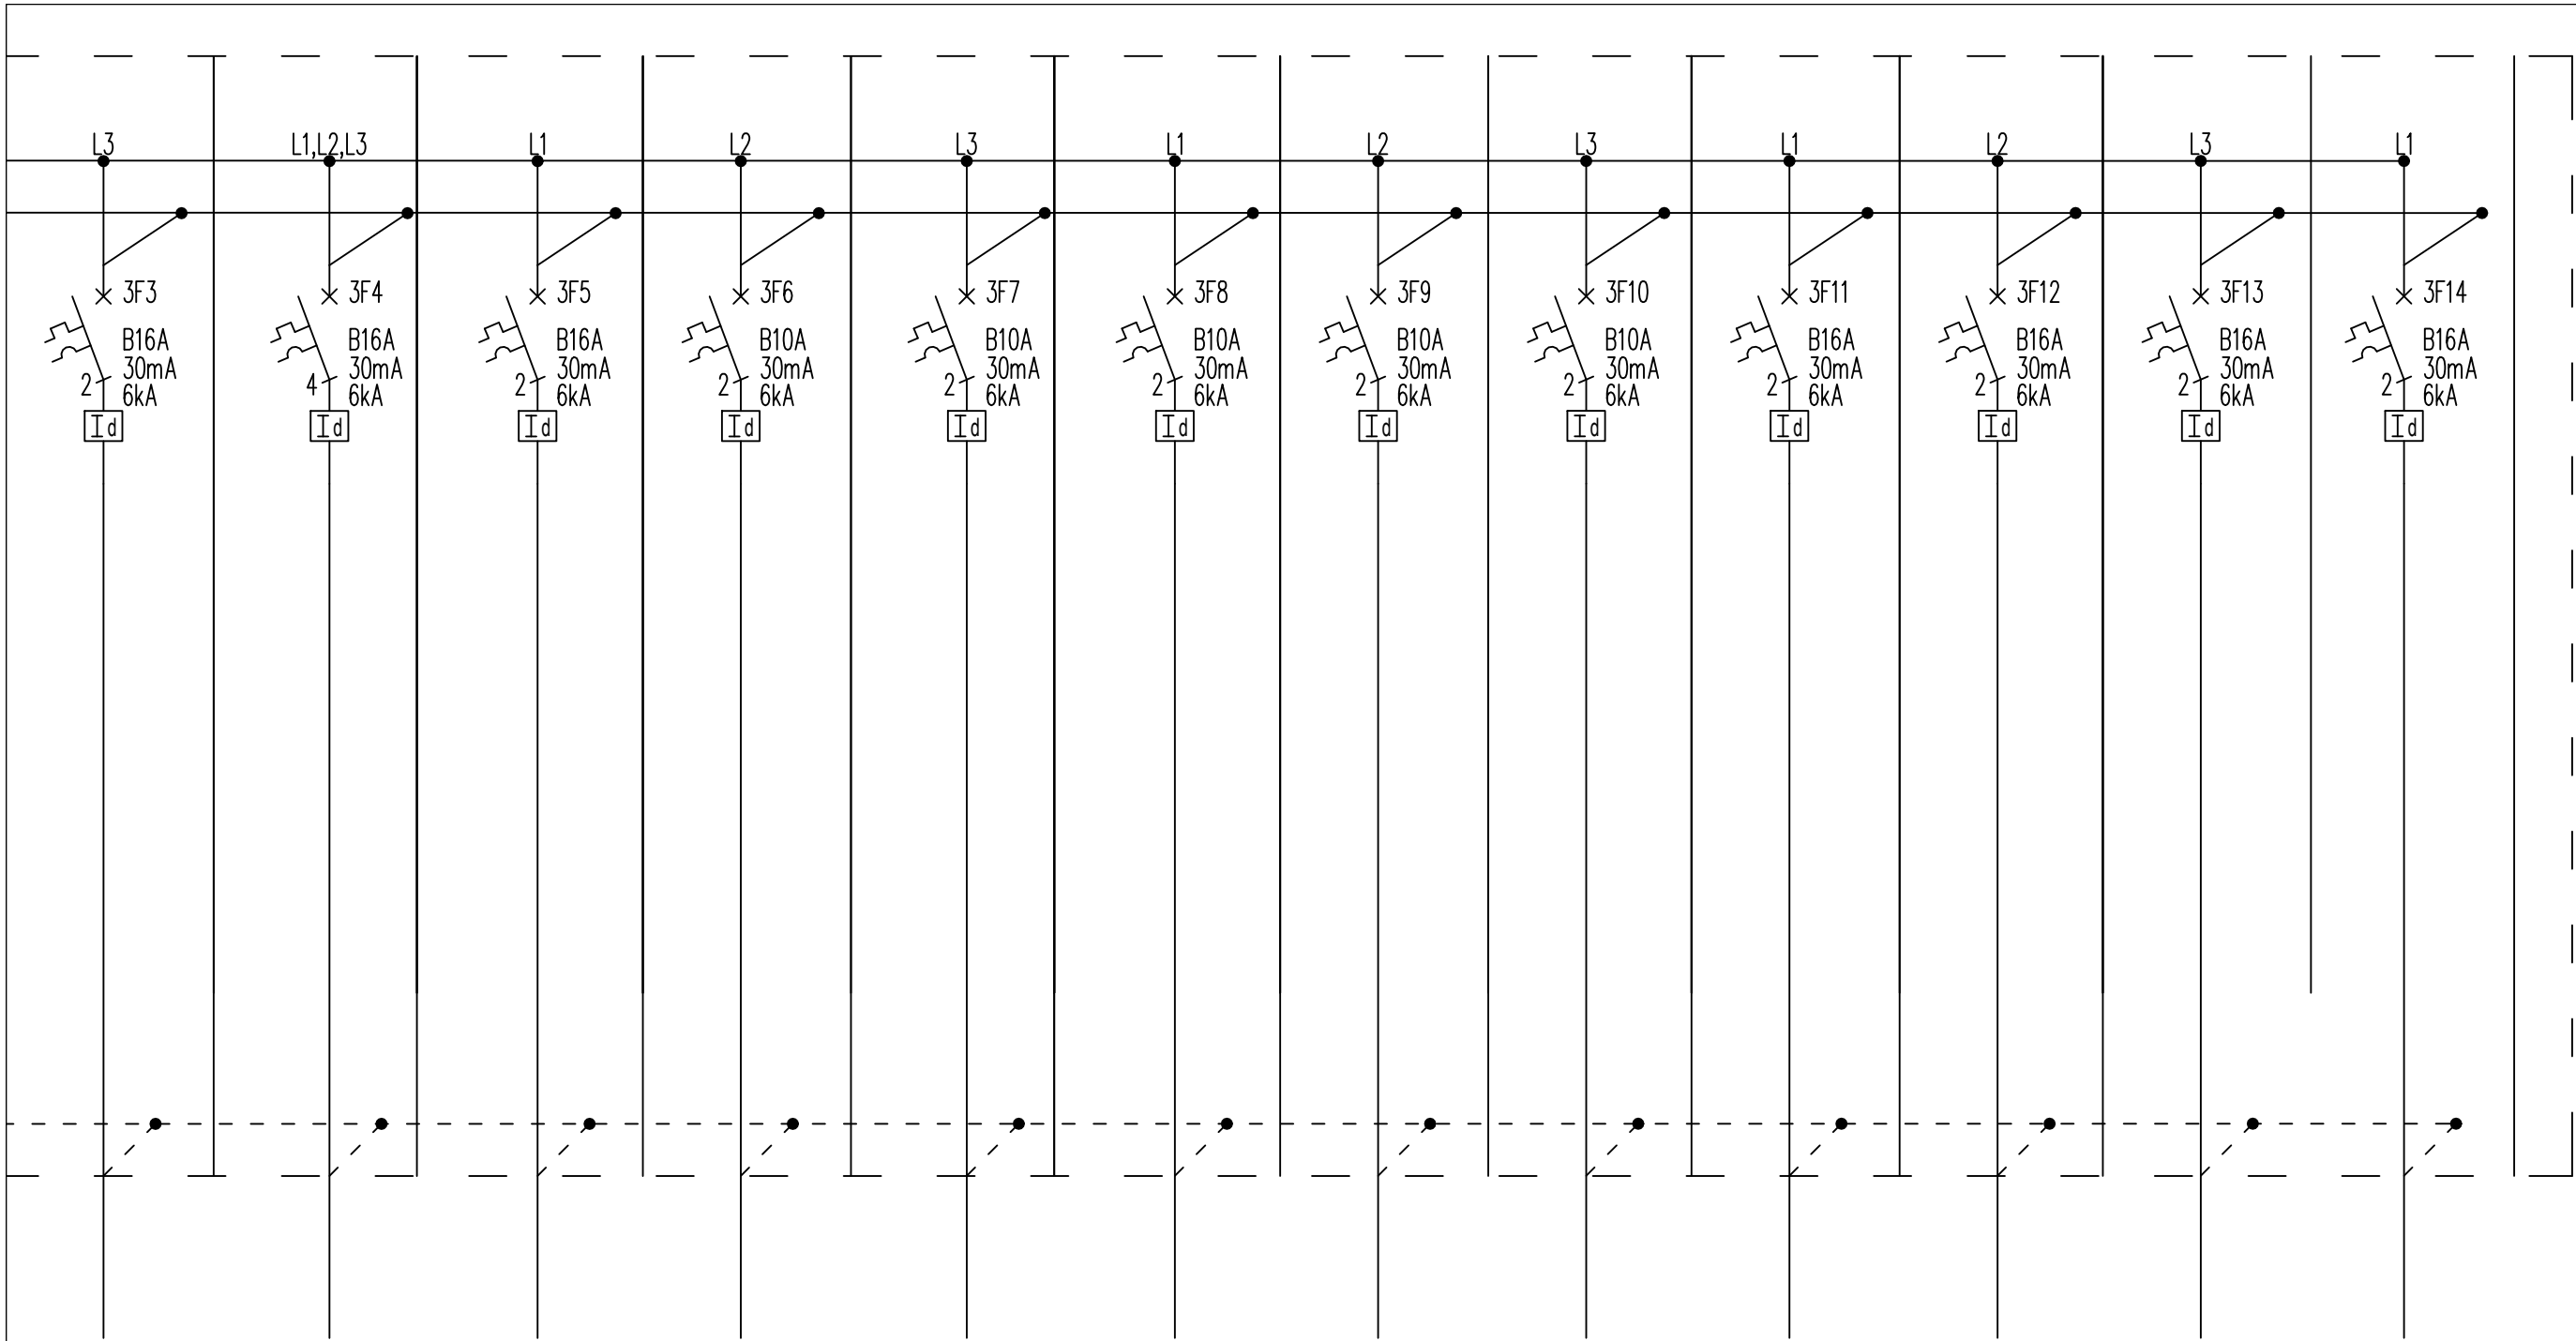 L3 L1,L2,L3 L1 L2 L3 L1 L2 L3 L1 L2 L3 L1
3F3 3F4 3F5 3F6 3F7 3F8 3F9 3F10 3F11 3F12 3F13 3F14
B16A B16A B16A B10A B10A B10A B10A B10A B16A B16A B16A B16A
30mA 30mA 30mA 30mA 30mA 30mA 30mA 30mA 30mA 30mA 30mA 30mA
2 6kA 4 6kA 2 6kA 2 6kA 2 6kA 2 6kA 2 6kA 2 6kA 2 6kA 2 6kA 2 6kA 2 6kA
Id Id Id Id Id Id Id Id Id Id Id Id